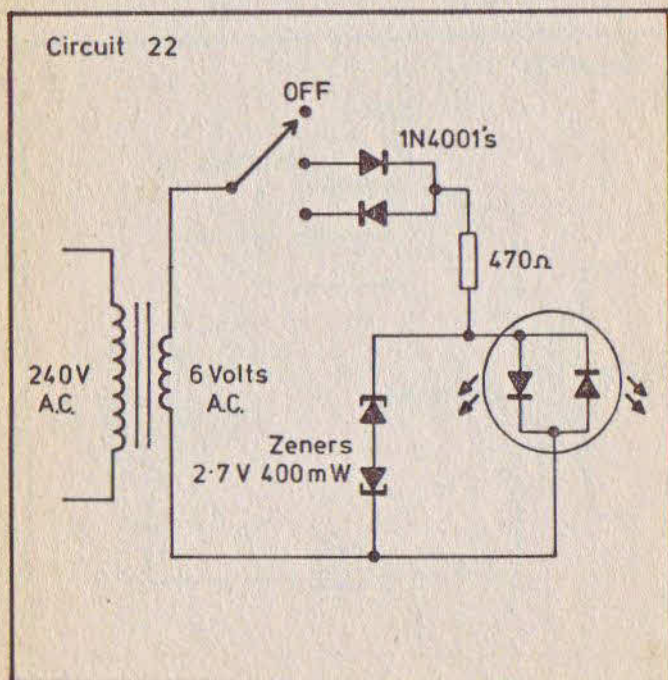 Circuit 22
OFF
1N4001's
470Ω
240V
A.C.
6 Volts
A.C.
Zeners
2·7 V 400mW